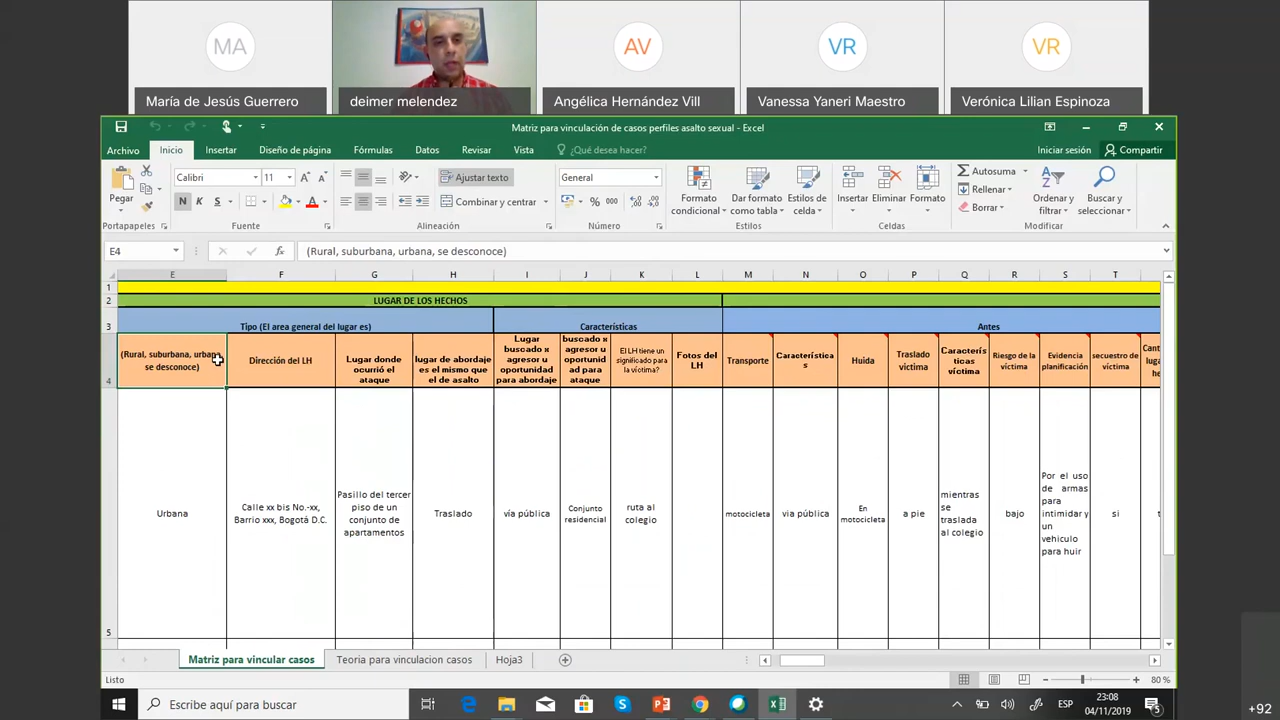 MA
AV
VR
VR
María de Jesús Guerrero
deimer melendez
Angélica Hernández Vill
Vanessa Yaneri Maestro
Verónica Lilian Espinoza
Matriz para vinculación de casos perfiles asalto sexual - Excel
Archivo
Inicio
Insertar
Diseño de página
Fórmulas
Datos
Revisar
Vista
¿Qué desea hacer?
Iniciar sesión
Compartir
Pegar
Calibri
11
N K S
Ajustar texto
Combinar y centrar
General
% 000
Formato condicional
Dar formato como tabla
Estilos de celda
Insertar
Eliminar
Formato
Autosuma
Rellenar
Borrar
Ordenar y filtrar
Buscar y seleccionar
Portapapeles
Fuente
Alineación
Número
Estilos
Celdas
Modificar
E4
fx
(Rural, suburbana, urbana, se desconoce)
E F G H I J K L M N O P Q R S T
1
2
LUGAR DE LOS HECHOS
3
Tipo (El area general del lugar es)
Características
Antes
4
(Rural, suburbana, urbana,
se desconoce)
Dirección del LH
Lugar donde
ocurrió el
ataque
lugar de abordaje
es el mismo que
el de asalto
Lugar
buscado x
agresor u
oportunidad
para abordaje
buscado x
agresor u
oportunid
ad para
ataque
El LH tiene un
significado para
la víctima?
Fotos del
LH
Transporte
Característica
s
Huida
Traslado
victima
Caracterís
ticas
víctima
Riesgo de la
victima
Evidencia
planificación
secuestro de
víctima
5
Urbana
Calle xx bis No.-xx,
Barrio xxx, Bogotá D.C.
Pasillo del tercer
piso de un
conjunto de
apartamentos
Traslado
vía pública
Conjunto
residencial
ruta al
colegio
motocicleta
via pública
En
motocicleta
a pie
mientras
se
traslada
al colegio
bajo
Por el uso
de armas
para
intimidar y
un
vehiculo
para huir
si
Matriz para vincular casos
Teoria para vinculacion casos
Hoja3
Listo
80 %
Escribe aquí para buscar
ESP
23:08
04/11/2019
5
+92